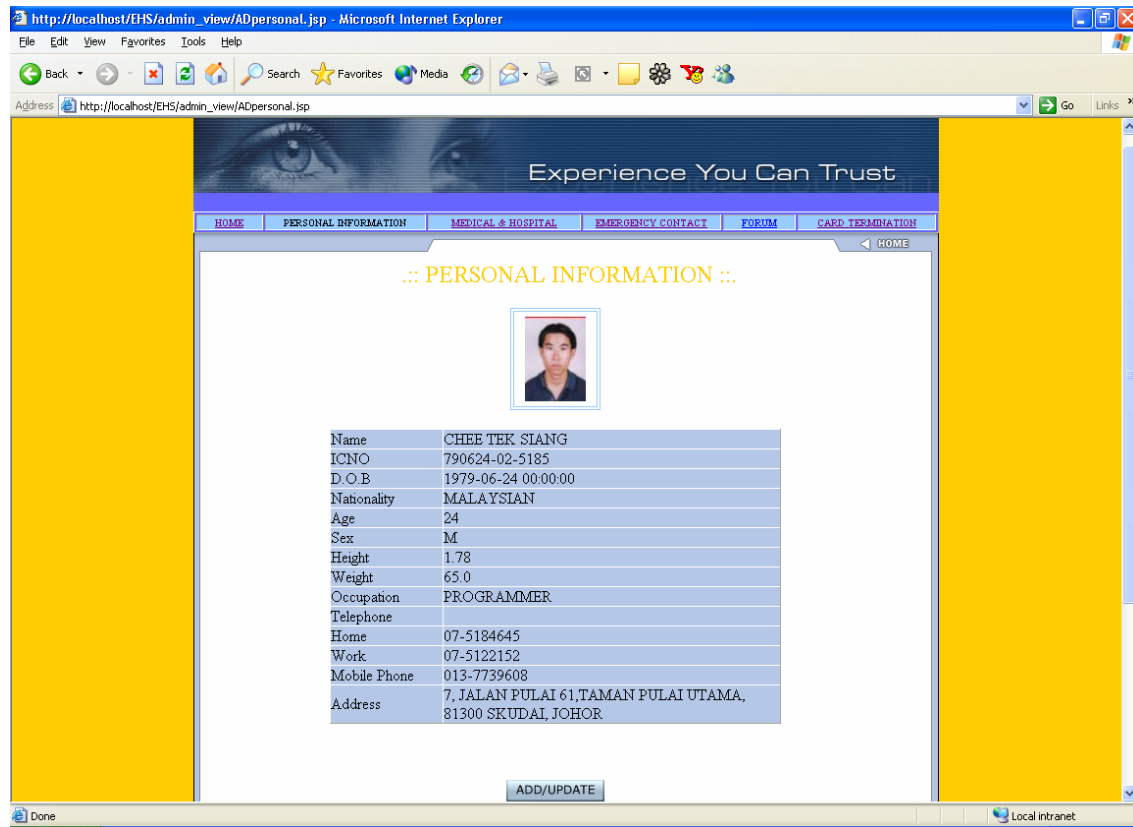 http://localhost/EHS/admin_view/ADpersonal.jsp - Microsoft Internet Explorer
File Edit View Favorites Tools Help
Back Search Favorites Media
Address http://localhost/EHS/admin_view/ADpersonal.jsp Go Links »
Experience You Can Trust
HOME PERSONAL INFORMATION MEDICAL & HOSPITAL EMERGENCY CONTACT FORUM CARD TERMINATION
HOME
.:: PERSONAL INFORMATION ::.
Name CHEE TEK SIANG
ICNO 790624-02-5185
D.O.B 1979-06-24 00:00:00
Nationality MALAYSIAN
Age 24
Sex M
Height 1.78
Weight 65.0
Occupation PROGRAMMER
Telephone
Home 07-5184645
Work 07-5122152
Mobile Phone 013-7739608
Address 7, JALAN PULAI 61,TAMAN PULAI UTAMA,
81300 SKUDAI, JOHOR
ADD/UPDATE
Done Local intranet